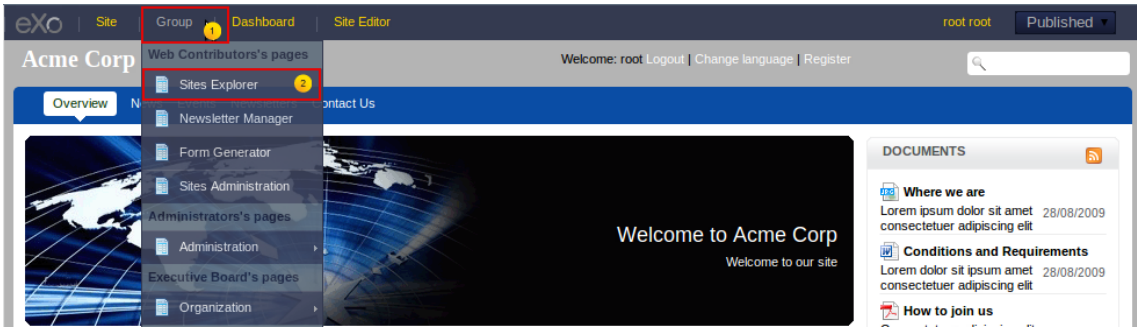 eXo Site Group 1 Dashboard Site Editor root root Published
Acme Corp Welcome: root Logout | Change language | Register
Web Contributors's pages
Sites Explorer 2
Overview Contact Us
Newsletter Manager
Form Generator
Sites Administration
Administrators's pages
Administration
Executive Board's pages
Organization
Welcome to Acme Corp
Welcome to our site
DOCUMENTS
Where we are
Lorem ipsum dolor sit amet 28/08/2009
consectetuer adipiscing elit
Conditions and Requirements
Lorem dolor sit ipsum amet 28/08/2009
consectetuer adipiscing elit
How to join us